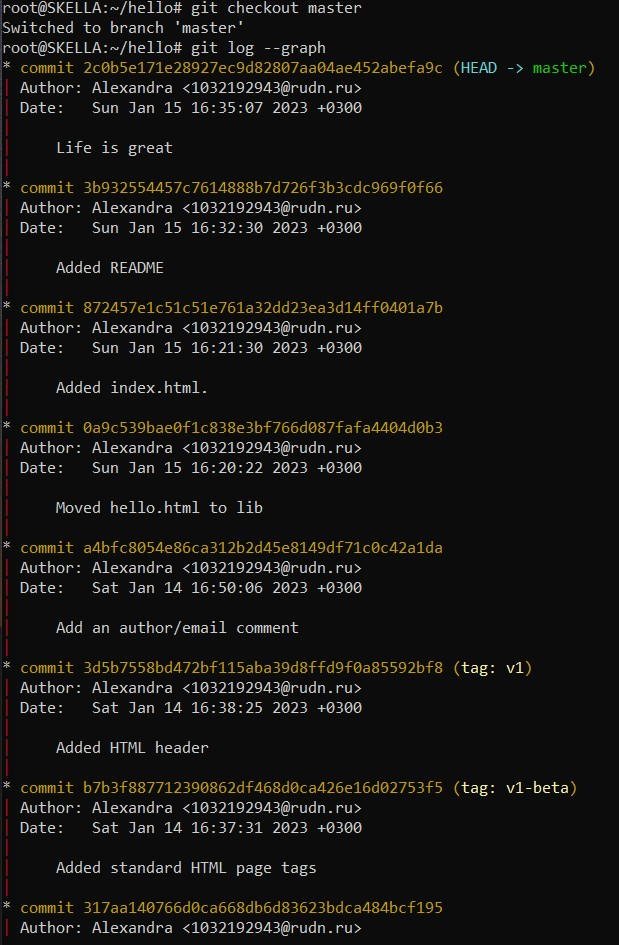 root@SKELLA:~/hello# git checkout master
Switched to branch 'master'
root@SKELLA:~/hello# git log --graph
* commit 2c0b5e171e28927ec9d82807aa04ae452abefa9c (HEAD -> master)
| Author: Alexandra <1032192943@rudn.ru>
| Date:   Sun Jan 15 16:35:07 2023 +0300
|
|     Life is great
|
* commit 3b932554457c7614888b7d726f3b3cdc969f0f66
| Author: Alexandra <1032192943@rudn.ru>
| Date:   Sun Jan 15 16:32:30 2023 +0300
|
|     Added README
|
* commit 872457e1c51c51e761a32dd23ea3d14ff0401a7b
| Author: Alexandra <1032192943@rudn.ru>
| Date:   Sun Jan 15 16:21:30 2023 +0300
|
|     Added index.html.
|
* commit 0a9c539bae0f1c838e3bf766d087fafa4404d0b3
| Author: Alexandra <1032192943@rudn.ru>
| Date:   Sun Jan 15 16:20:22 2023 +0300
|
|     Moved hello.html to lib
|
* commit a4bfc8054e86ca312b2d45e8149df71c0c42a1da
| Author: Alexandra <1032192943@rudn.ru>
| Date:   Sat Jan 14 16:50:06 2023 +0300
|
|     Add an author/email comment
|
* commit 3d5b7558bd472bf115aba39d8ffd9f0a85592bf8 (tag: v1)
| Author: Alexandra <1032192943@rudn.ru>
| Date:   Sat Jan 14 16:38:25 2023 +0300
|
|     Added HTML header
|
* commit b7b3f887712390862df468d0ca426e16d02753f5 (tag: v1-beta)
| Author: Alexandra <1032192943@rudn.ru>
| Date:   Sat Jan 14 16:37:31 2023 +0300
|
|     Added standard HTML page tags
|
* commit 317aa140766d0ca668db6d83623bdca484bcf195
| Author: Alexandra <1032192943@rudn.ru>